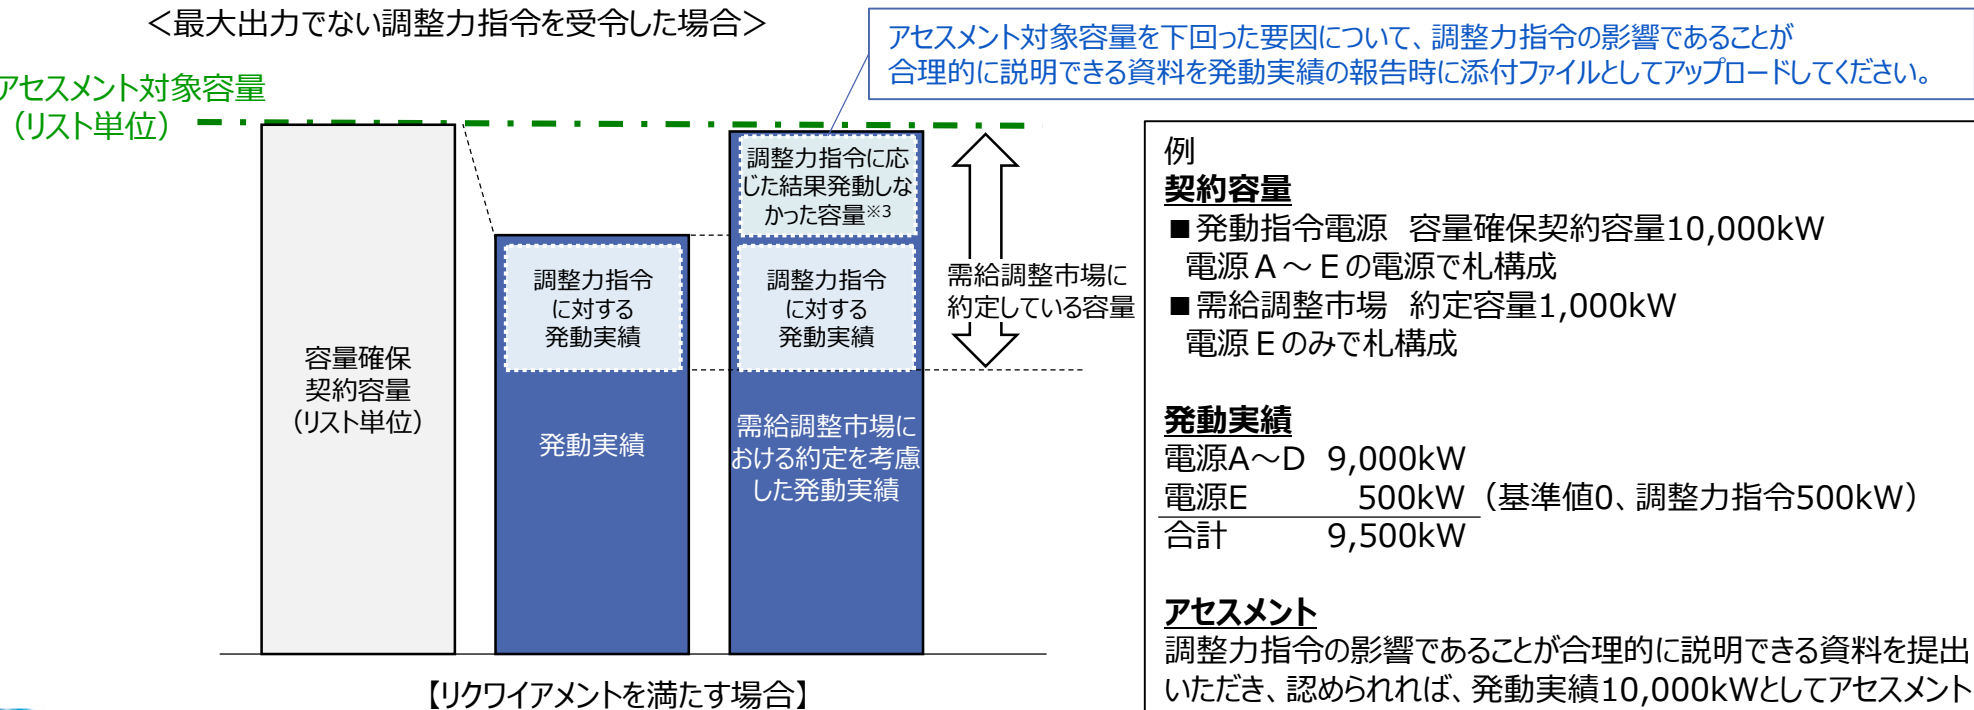 ＜最大出力でない調整力指令を受令した場合＞
アセスメント対象容量を下回った要因について、調整力指令の影響であることが
合理的に説明できる資料を発動実績の報告時に添付ファイルとしてアップロードしてください。
アセスメント対象容量
（リスト単位）
容量確保
契約容量
（リスト単位）
調整力指令
に対する
発動実績
発動実績
調整力指令に応
じた結果発動しな
かった容量※3
調整力指令
に対する
発動実績
需給調整市場に
おける約定を考慮
した発動実績
需給調整市場に
約定している容量
【リクワイアメントを満たす場合】
例
契約容量
■発動指令電源 容量確保契約容量10,000kW
電源A～Eの電源で札構成
■需給調整市場 約定容量1,000kW
電源Eのみで札構成
発動実績
電源A～D 9,000kW
電源E 500kW（基準値0、調整力指令500kW）
合計 9,500kW
アセスメント
調整力指令の影響であることが合理的に説明できる資料を提出
いただき、認められれば、発動実績10,000kWとしてアセスメント